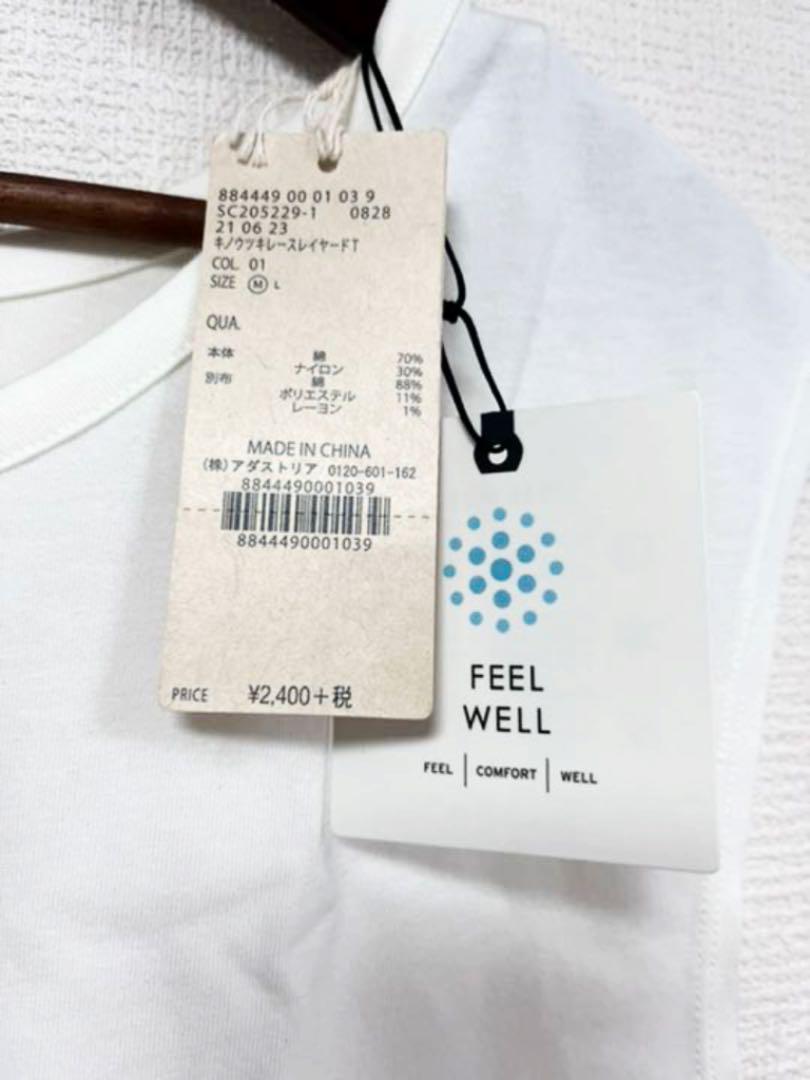 884449 00 01 03 9
SC205229-1 0828
21 06 23
キノウツキレースレイヤードT
COL. 01
SIZE M L
QUA.
本体 綿 70%
ナイロン 30%
別布 綿 88%
ポリエステル 11%
レーヨン 1%
MADE IN CHINA
(株)アダストリア 0120-601-162
8844490001039
8844490001039
PRICE ¥2,400+税
FEEL
WELL
FEEL | COMFORT | WELL